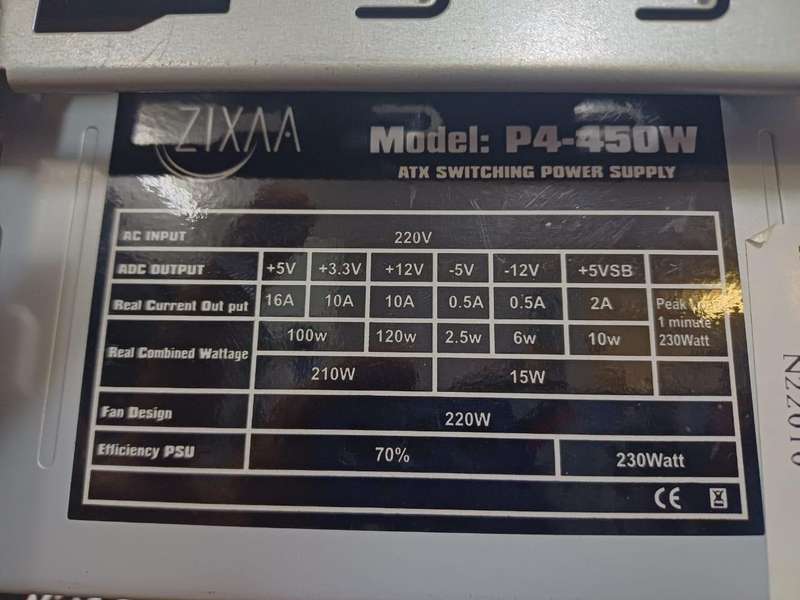 ZIXAA
Model: P4-450W
ATX SWITCHING POWER SUPPLY
AC INPUT 220V
ADC OUTPUT +5V +3.3V +12V -5V -12V +5VSB
Real Current Out put 16A 10A 10A 0.5A 0.5A 2A
Peak
1 minute
230Watt
Real Combined Wattage 100w 120w 2.5w 6w 10w
210W 15W
Fan Design 220W
Efficiency PSU 70% 230Watt
CE
N22010